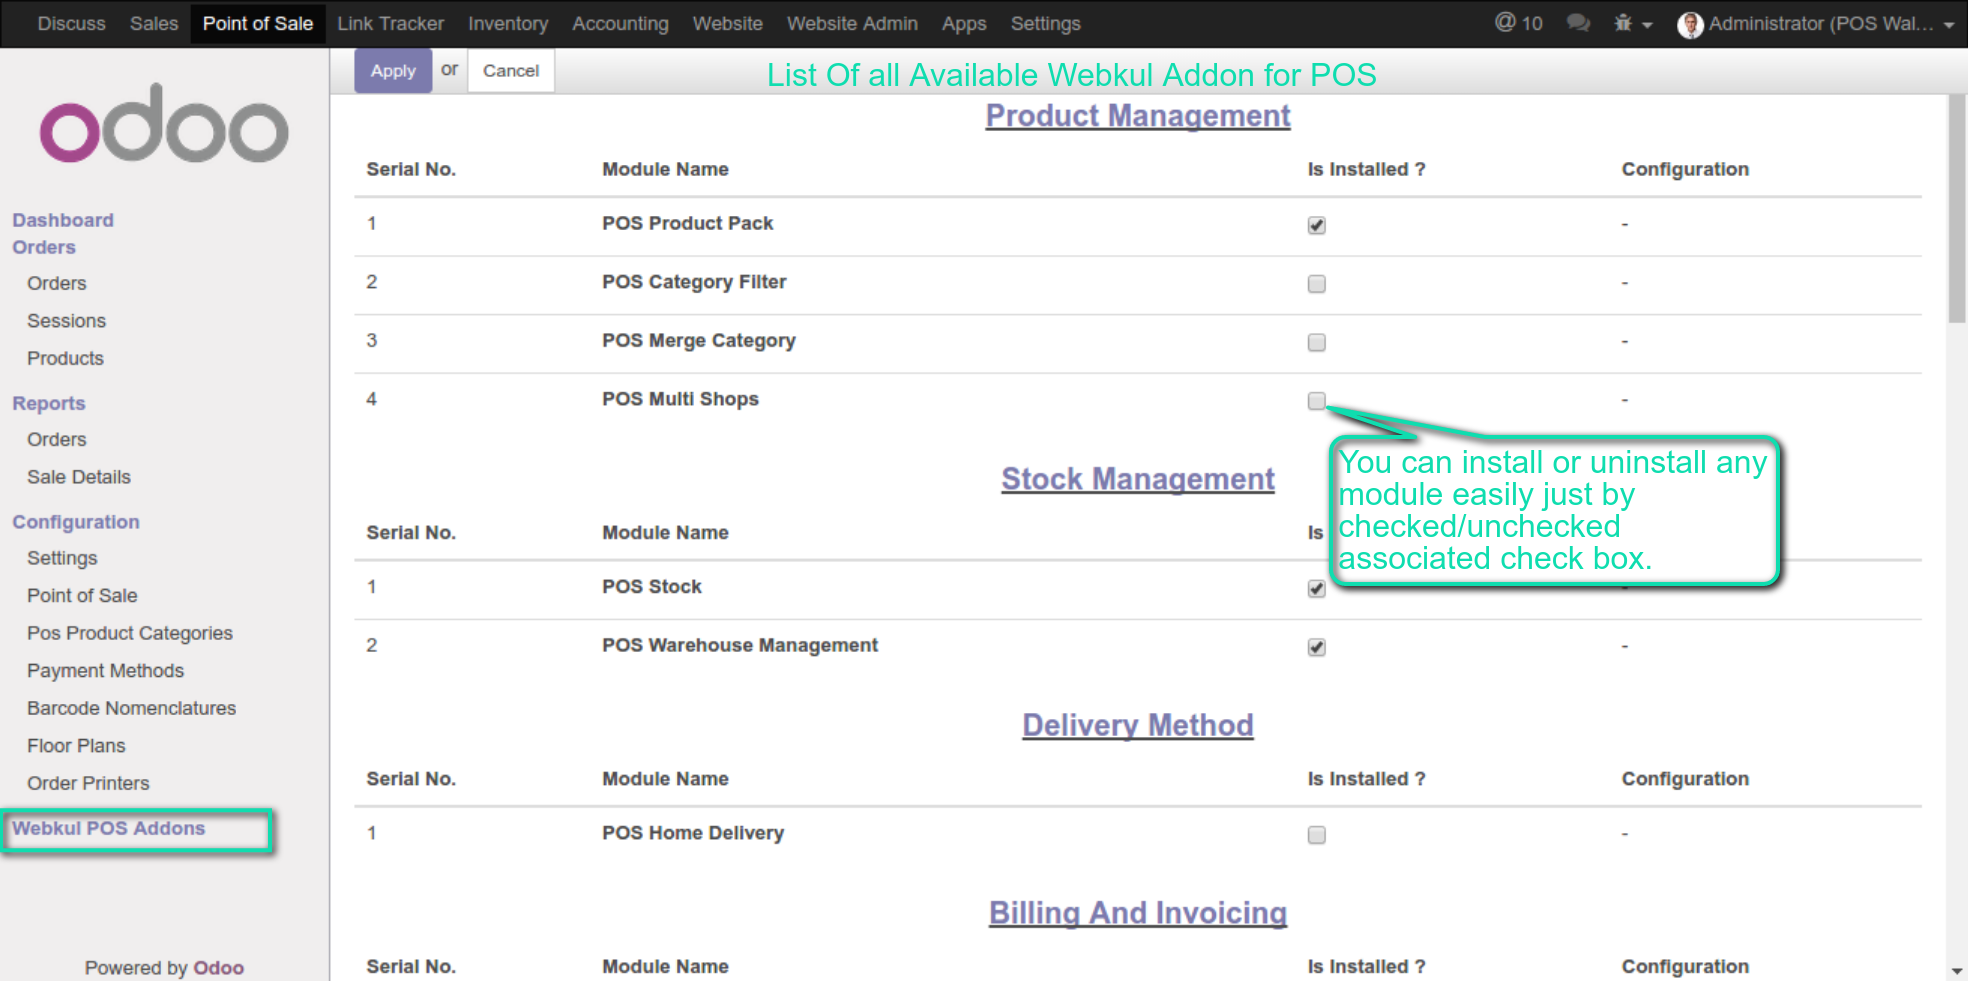 Discuss Sales Point of Sale Link Tracker Inventory Accounting Website Website Admin Apps Settings @ 10 Administrator (POS Wal...
odoo
Dashboard
Orders
Orders
Sessions
Products
Reports
Orders
Sale Details
Configuration
Settings
Point of Sale
Pos Product Categories
Payment Methods
Barcode Nomenclatures
Floor Plans
Order Printers
Webkul POS Addons
Powered by Odoo
Apply or Cancel
List Of all Available Webkul Addon for POS
Product Management
Serial No. Module Name Is Installed ? Configuration
1 POS Product Pack -
2 POS Category Filter -
3 POS Merge Category -
4 POS Multi Shops -
You can install or uninstall any
module easily just by
checked/unchecked
associated check box.
Stock Management
Serial No. Module Name Is
1 POS Stock -
2 POS Warehouse Management -
Delivery Method
Serial No. Module Name Is Installed ? Configuration
1 POS Home Delivery -
Billing And Invoicing
Serial No. Module Name Is Installed ? Configuration